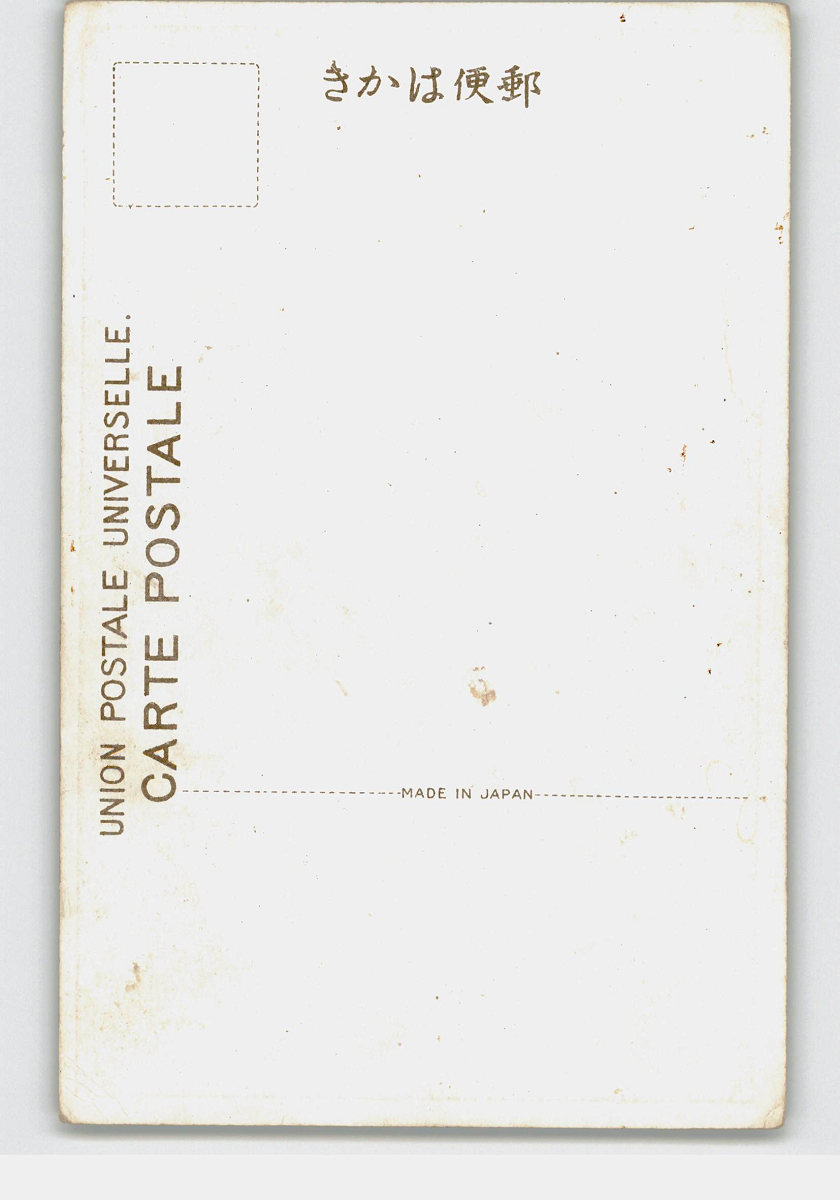 きかは便郵
UNION POSTALE UNIVERSELLE.
CARTE POSTALE
MADE IN JAPAN